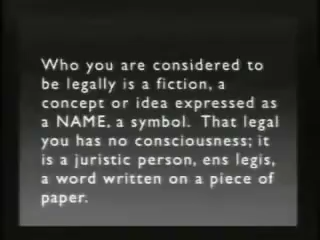 Who you are considered to
be legally is a fiction, a
concept or idea expressed as
a NAME, a symbol. That legal
you has no consciousness; it
is a juristic person, ens legis,
a word written on a piece of
paper.